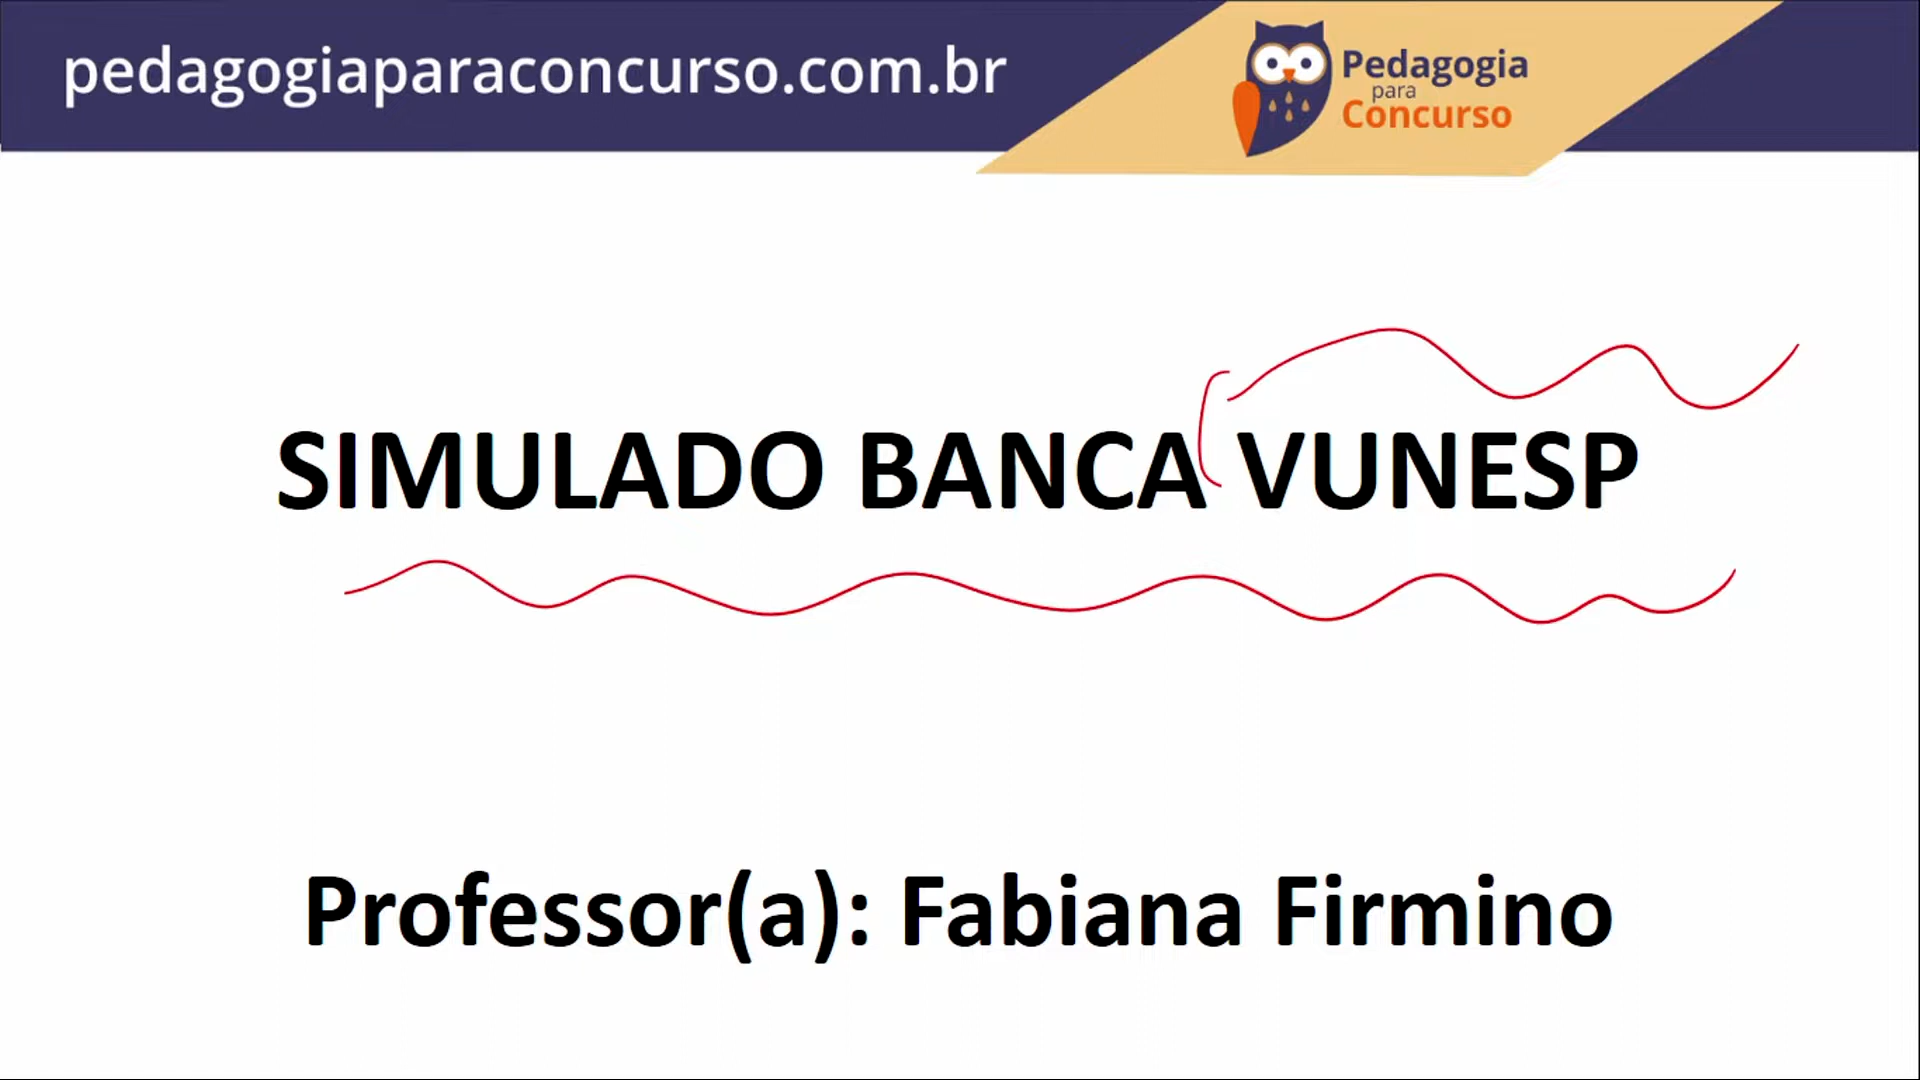 pedagogiaparaconcurso.com.br
Pedagogia
para
Concurso
SIMULADO BANCA VUNESP
Professor(a): Fabiana Firmino